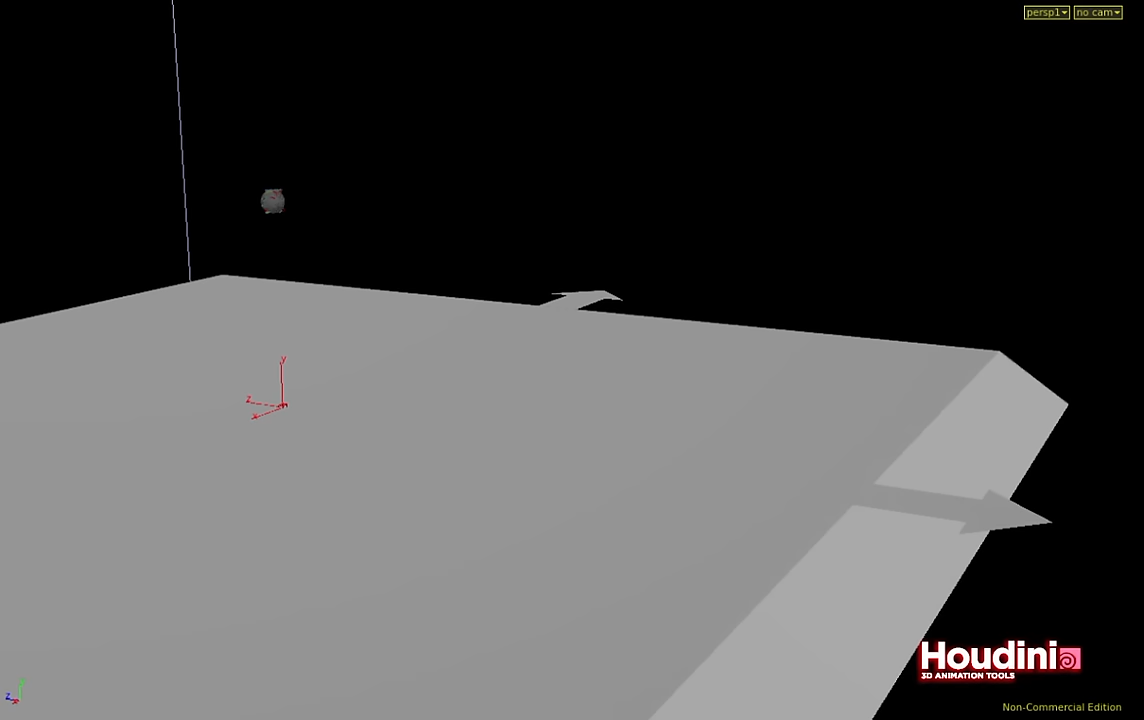 persp1 no cam
y
z
x
Houdini
3D ANIMATION TOOLS
z
Non-Commercial Edition